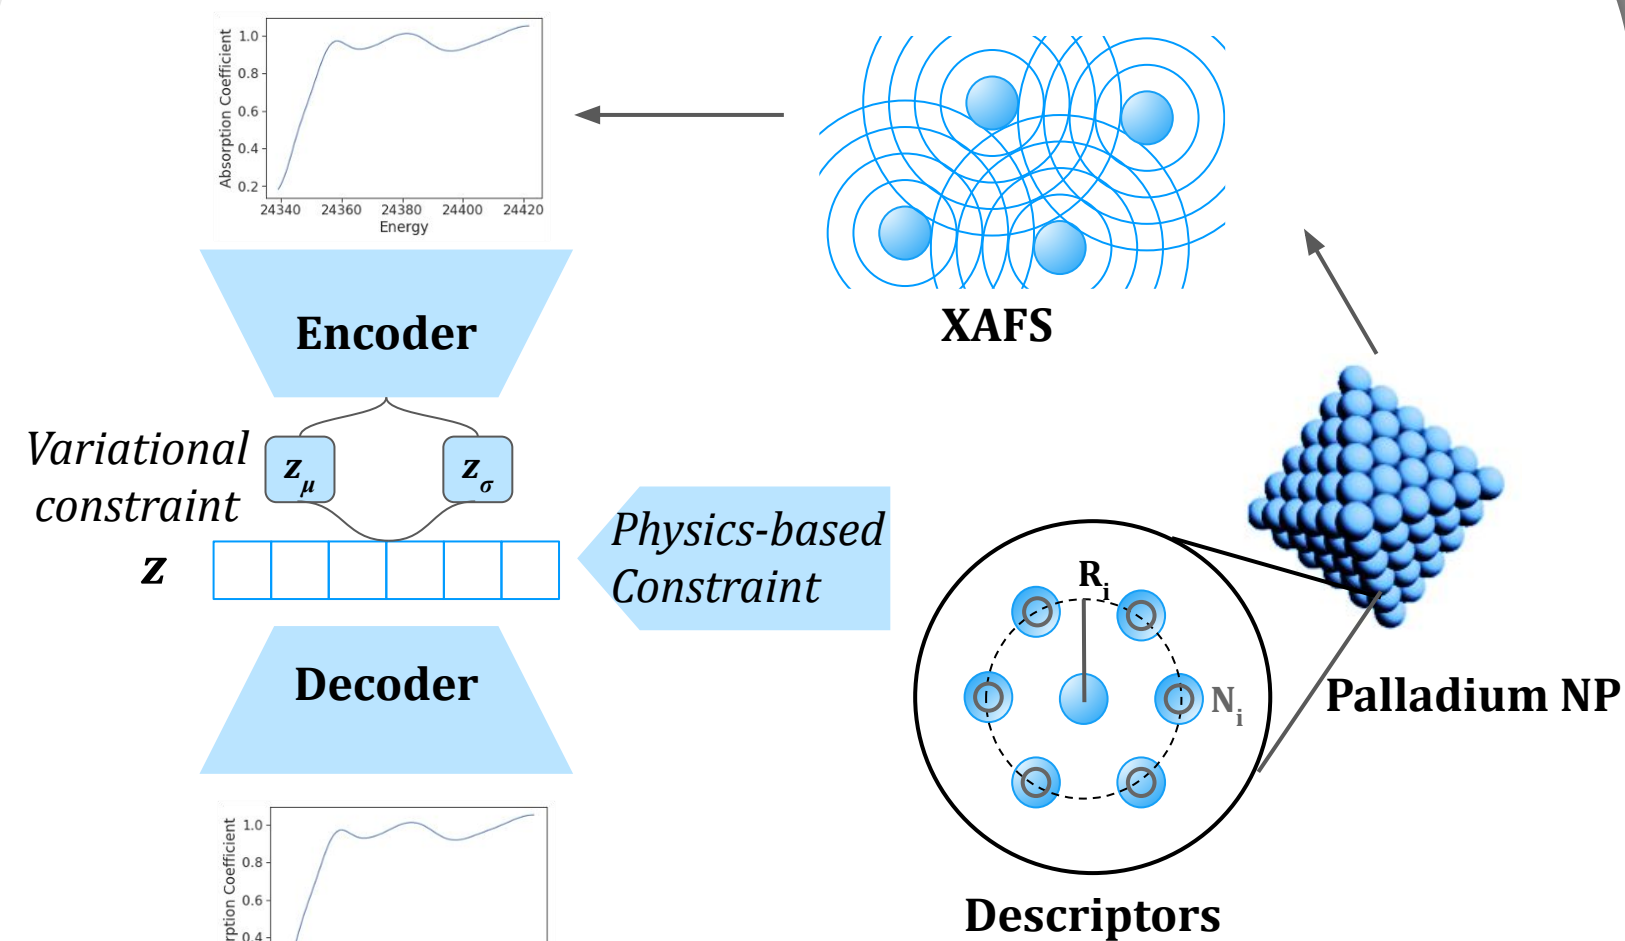 Absorption Coefficient
1.0
0.8
0.6
0.4
0.2
24340 24360 24380 24400 24420
Energy
XAFS
Encoder
Variational
constraint
zμ
zσ
z
Physics-based
Constraint
Decoder
Ri
Ni
Palladium NP
Descriptors
1.0
0.8
0.6
0.4
rption Coefficient